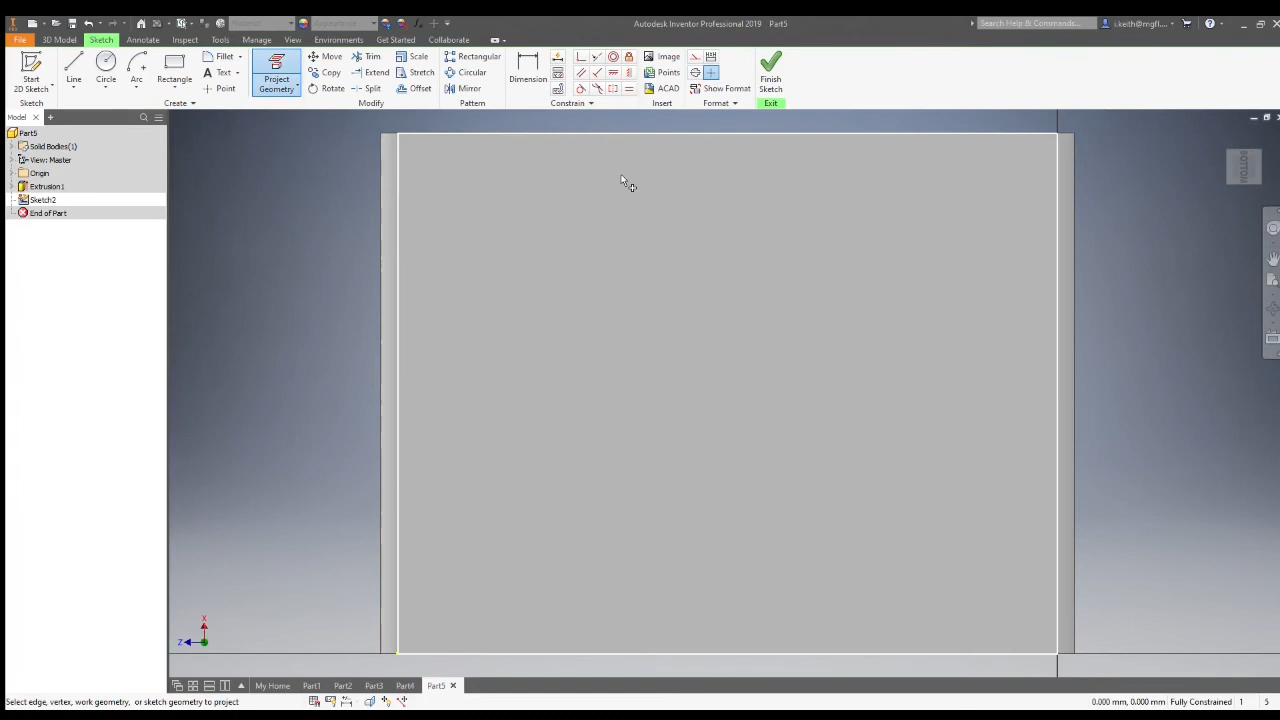 Material
Appearance
Autodesk Inventor Professional 2019 Part5
Search Help & Commands...
i.keith@mgfl...
File 3D Model Sketch Annotate Inspect Tools Manage View Environments Get Started Collaborate
Start
2D Sketch
Line
Circle
Arc
Rectangle
Fillet
Text
Point
Project
Geometry
Move Trim Scale
Copy Extend Stretch
Rotate Split Offset
Rectangular
Circular
Mirror
Dimension
Image
Points
ACAD
Show Format
Finish
Sketch
Sketch Create Modify Pattern Constrain Insert Format Exit
Model
Part5
Solid Bodies(1)
View: Master
Origin
Extrusion1
Sketch2
End of Part
BOTTOM
X
Z
My Home Part1 Part2 Part3 Part4 Part5
Select edge, vertex, work geometry, or sketch geometry to project
0.000 mm, 0.000 mm Fully Constrained 1 5